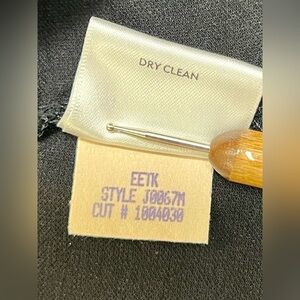 DRY CLEAN
EETK
STYLE J0067M
CUT # 1004030